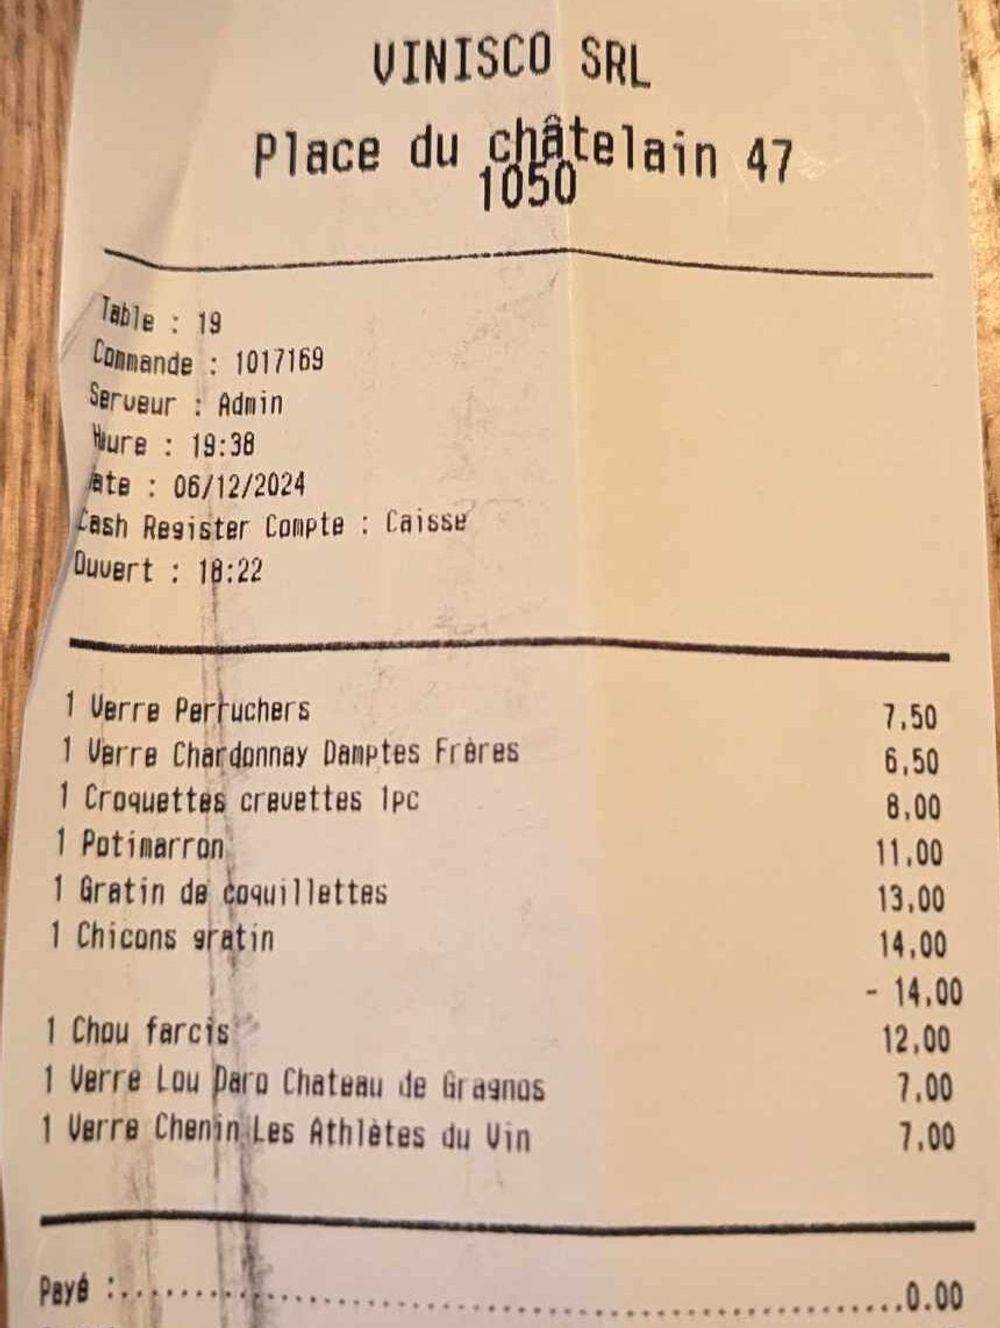 VINISCO SRL
Place du châtelain 47
1050
Table : 19
Commande : 1017169
Serveur : Admin
Hure : 19:38
ate : 06/12/2024
Cash Register Compte : Caisse
Ouvert : 18:22
1 Verre Perruchers 7,50
1 Verre Chardonnay Damptes Frères 6,50
1 Croquettes crevettes 1pc 8,00
1 Potimarron 11,00
1 Gratin de coquillettes 13,00
1 Chicons gratin 14,00
- 14,00
1 Chou farcis 12,00
1 Verre Lou Paro Chateau de Gragnos 7,00
1 Verre Chenin Les Athlètes du Vin 7,00
Payé :..............................................0.00